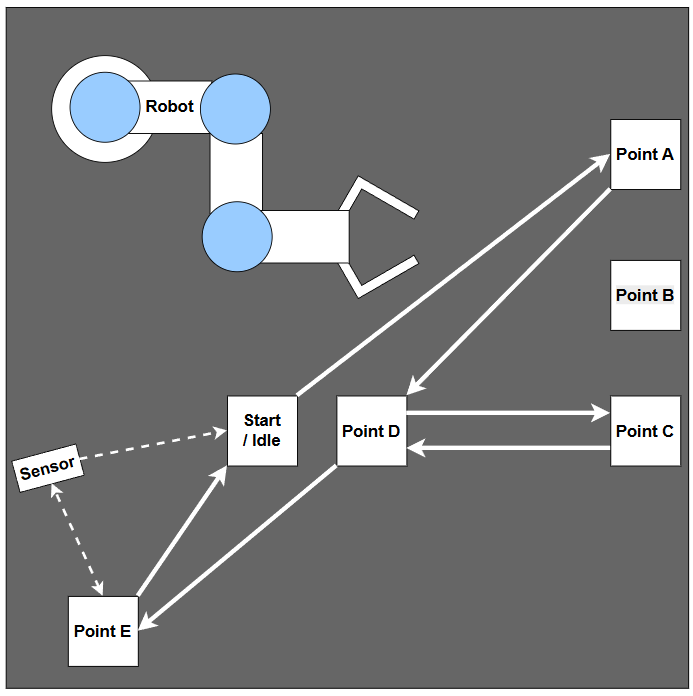 Robot
Point A
Point B
Start
/ Idle
Point D
Point C
Sensor
Point E